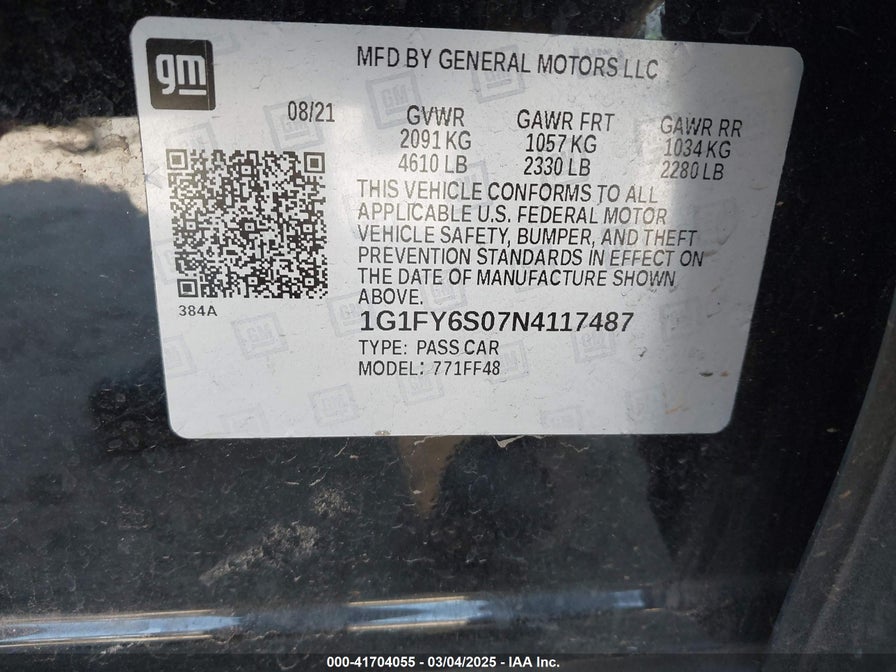 gm
MFD BY GENERAL MOTORS LLC
08/21
GVWR
2091 KG
4610 LB
GAWR FRT
1057 KG
2330 LB
GAWR RR
1034 KG
2280 LB
THIS VEHICLE CONFORMS TO ALL
APPLICABLE U.S. FEDERAL MOTOR
VEHICLE SAFETY, BUMPER, AND THEFT
PREVENTION STANDARDS IN EFFECT ON
THE DATE OF MANUFACTURE SHOWN
ABOVE.
384A
1G1FY6S07N4117487
TYPE: PASS CAR
MODEL: 771FF48
000-41704055 — 03/04/2025 — IAA Inc.